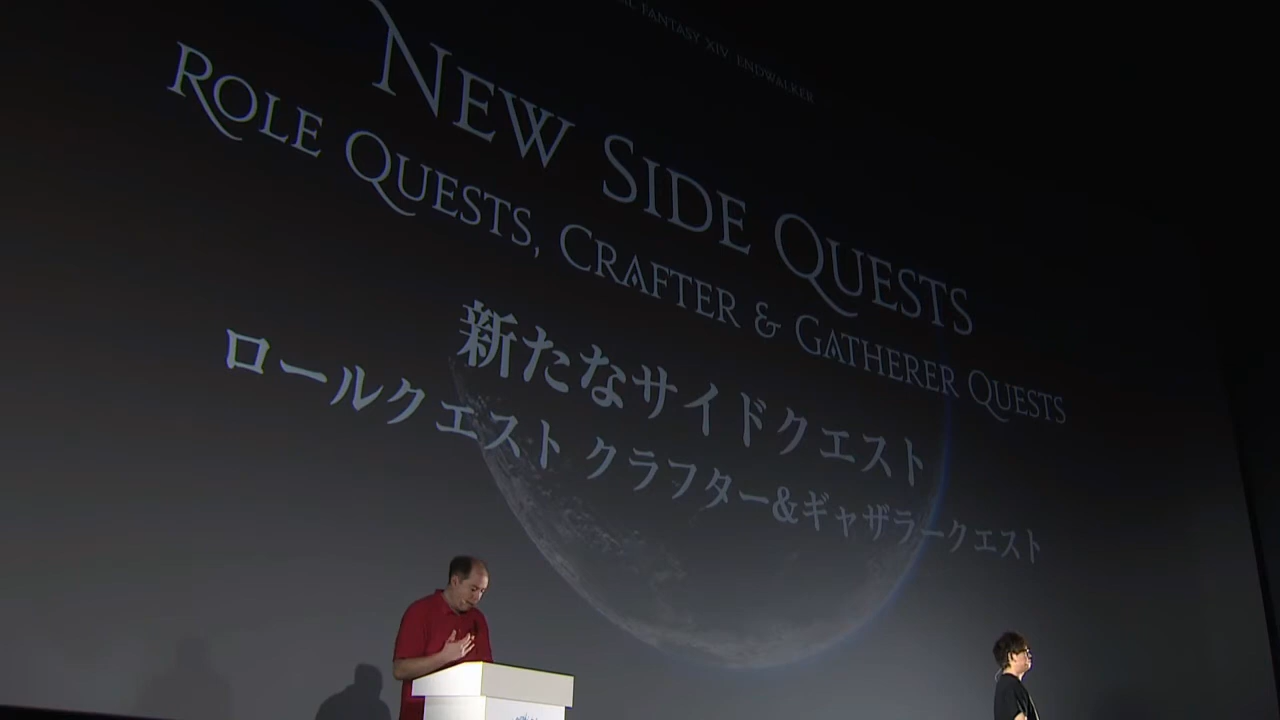 FANTASY XIV ENDWALKER
NEW SIDE QUESTS
ROLE QUESTS, CRAFTER & GATHERER QUESTS
新たなサイドクエスト
ロールクエスト クラフター&ギャザラークエスト